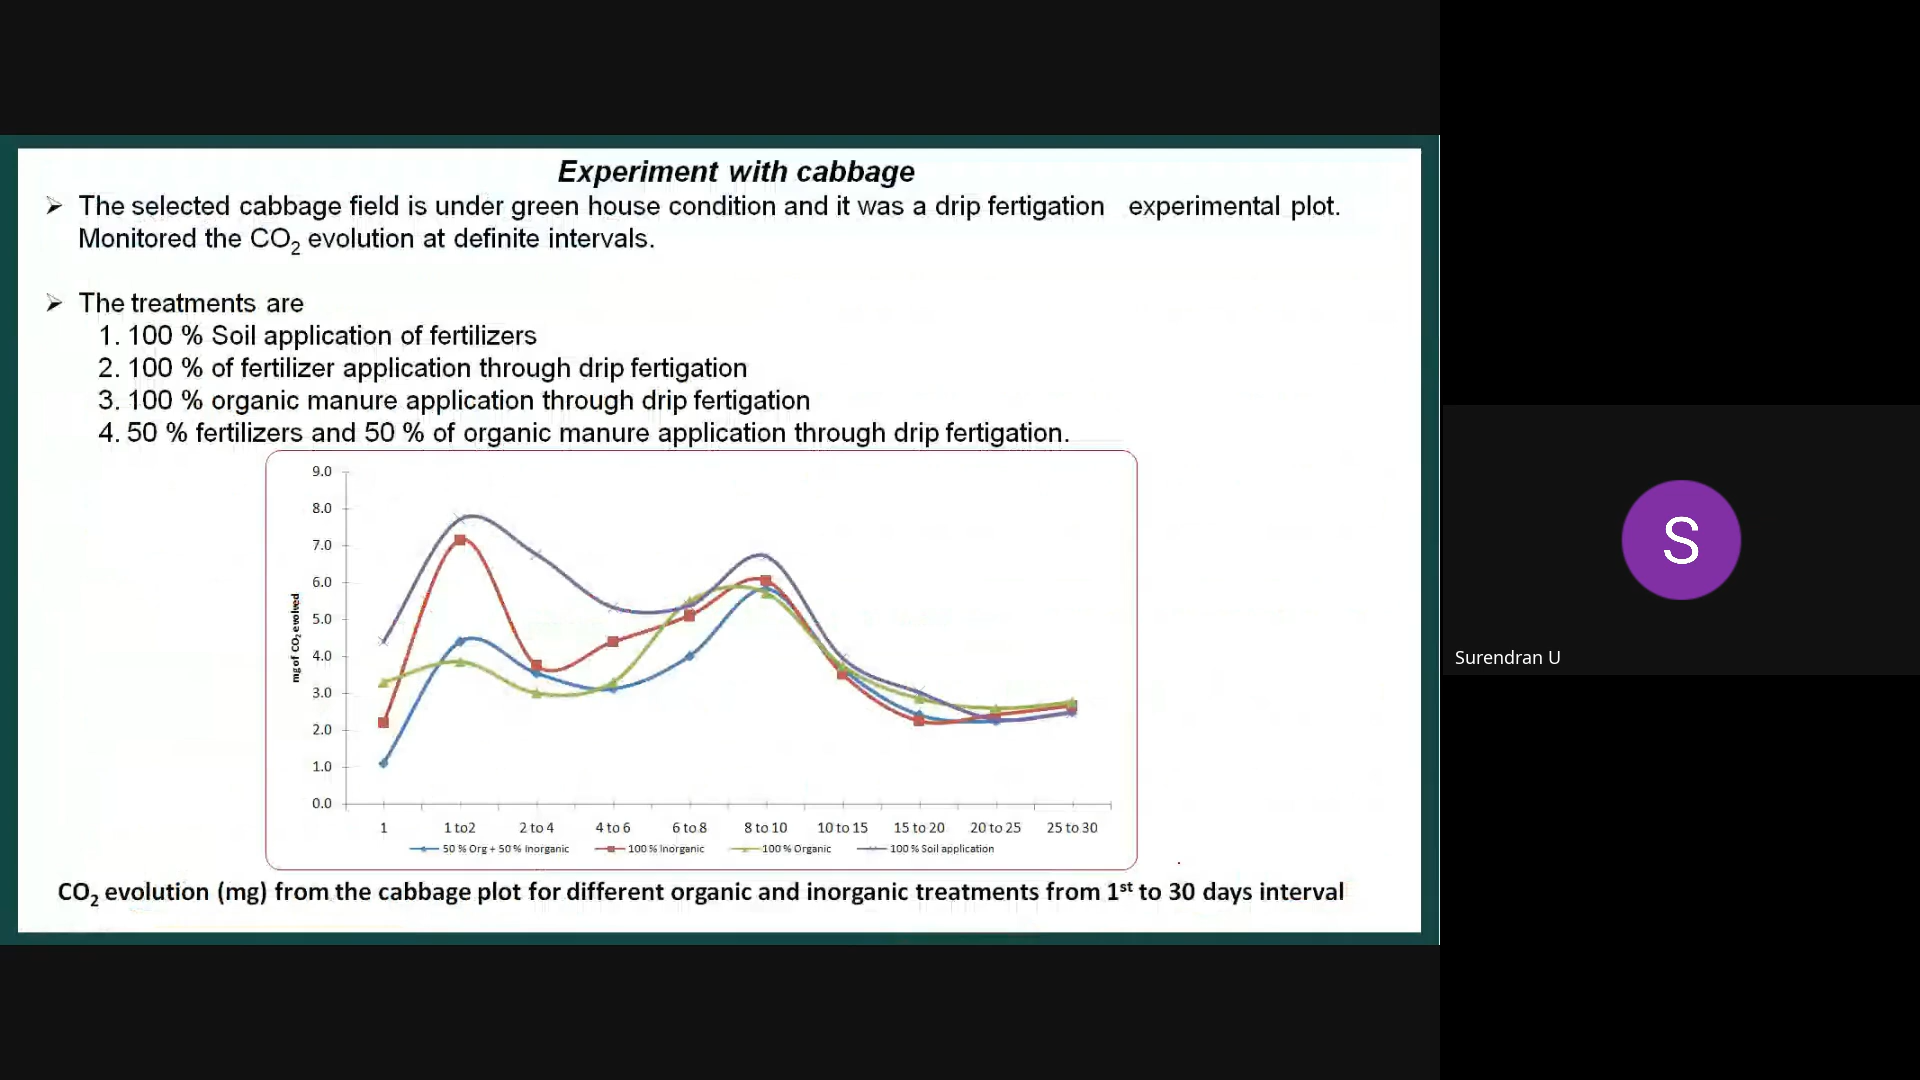 Experiment with cabbage
➢ The selected cabbage field is under green house condition and it was a drip fertigation experimental plot.
Monitored the CO₂ evolution at definite intervals.
➢ The treatments are
1. 100 % Soil application of fertilizers
2. 100 % of fertilizer application through drip fertigation
3. 100 % organic manure application through drip fertigation
4. 50 % fertilizers and 50 % of organic manure application through drip fertigation.
9.0
8.0
7.0
6.0
5.0
4.0
3.0
2.0
1.0
0.0
mg of CO₂ evolved
1 1 to2 2 to 4 4 to 6 6 to 8 8 to 10 10 to 15 15 to 20 20 to 25 25 to 30
50 % Org + 50 % Inorganic 100 % Inorganic 100 % Organic 100 % Soil application
CO₂ evolution (mg) from the cabbage plot for different organic and inorganic treatments from 1ˢᵗ to 30 days interval
S
Surendran U